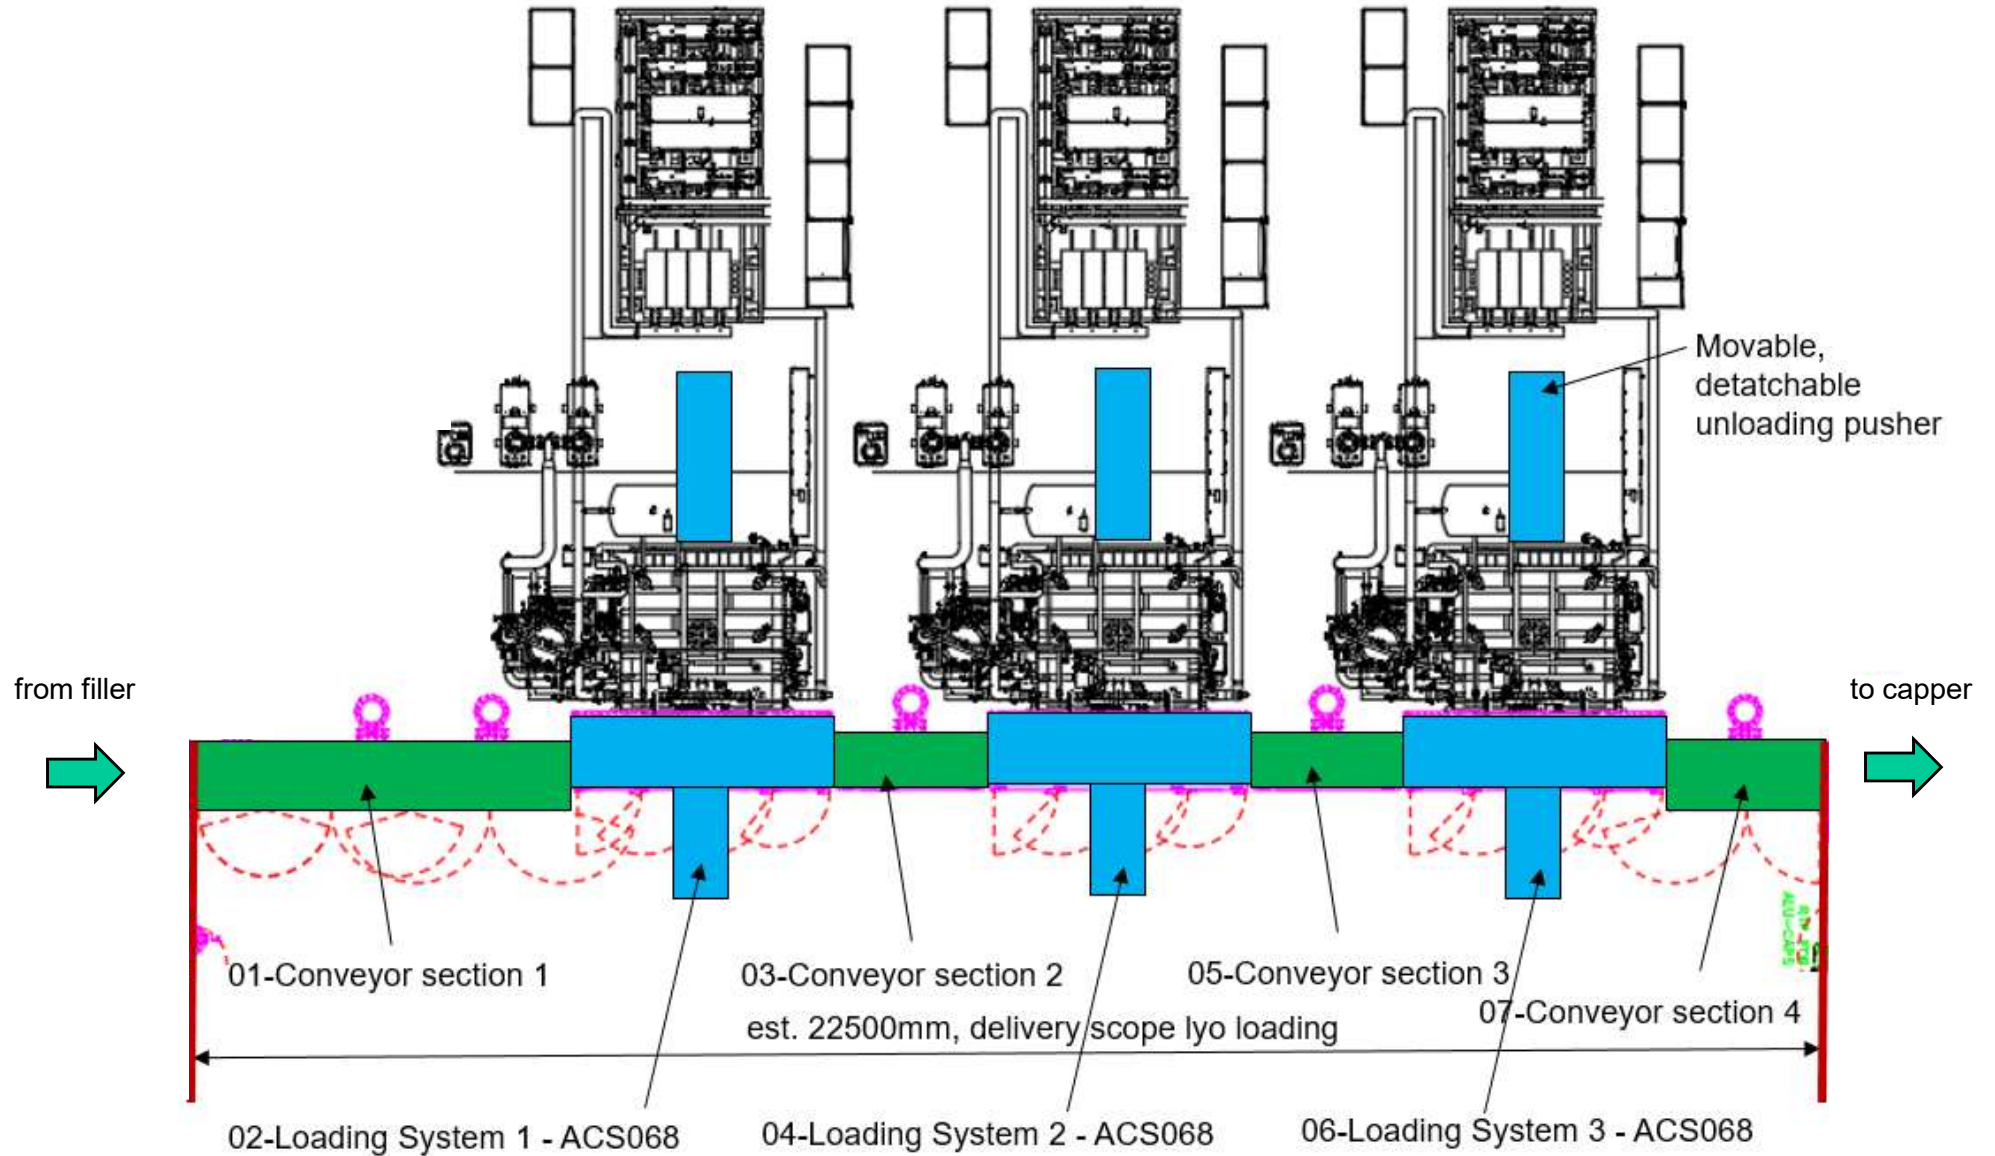 Movable,
detatchable
unloading pusher
from filler
to capper
01-Conveyor section 1
03-Conveyor section 2
05-Conveyor section 3
07-Conveyor section 4
est. 22500mm, delivery scope lyo loading
02-Loading System 1 - ACS068
04-Loading System 2 - ACS068
06-Loading System 3 - ACS068